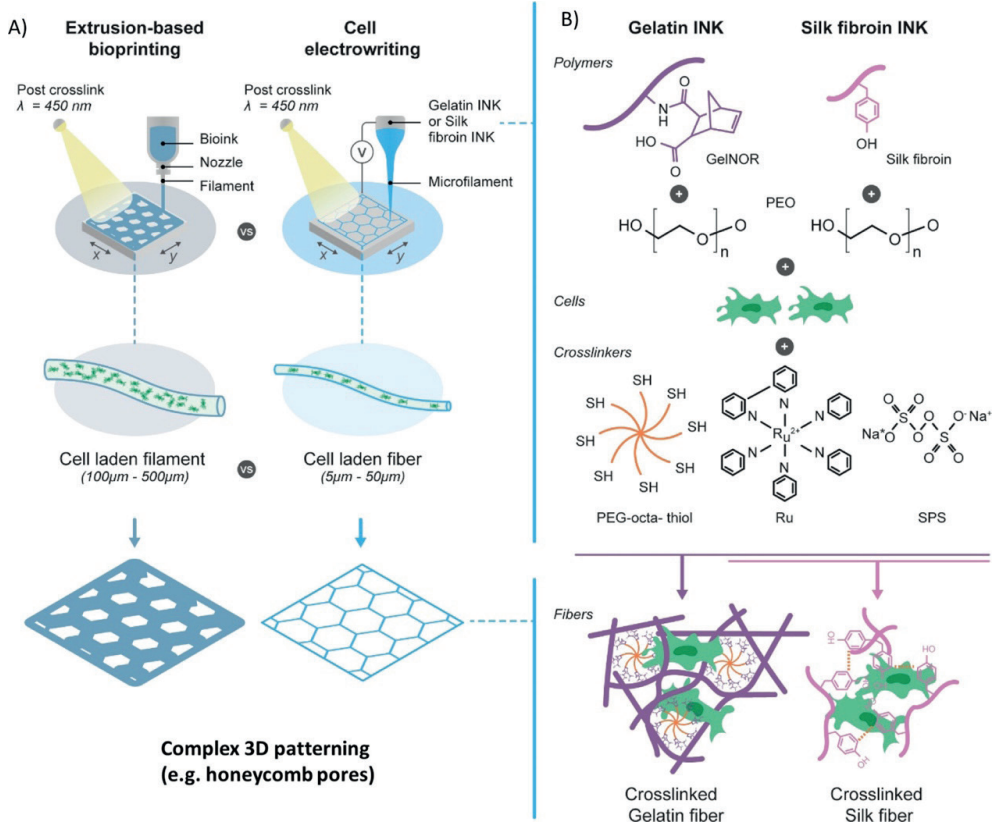 A)
Extrusion-based
bioprinting
Cell
electrowriting
Post crosslink
λ = 450 nm
Bioink
Nozzle
Filament
x
y
vs
Post crosslink
λ = 450 nm
V
Gelatin INK
or Silk
fibroin INK
Microfilament
x
y
Cell laden filament
(100µm - 500µm)
vs
Cell laden fiber
(5µm - 50µm)
Complex 3D patterning
(e.g. honeycomb pores)
B)
Gelatin INK
Silk fibroin INK
Polymers
O
N
H
HO
O
GelNOR
OH
Silk fibroin
+
PEO
+
HO
O
n
O
HO
O
n
O
+
Cells
+
Crosslinkers
SH
SH
SH
SH
SH
SH
SH
SH
PEG-octa- thiol
N
N
N
Ru2+
N
N
N
Ru
O
O
S
O
O
O
S
O
O
O- Na+
Na*
SPS
Fibers
OH
HO
OH
Crosslinked
Gelatin fiber
Crosslinked
Silk fiber